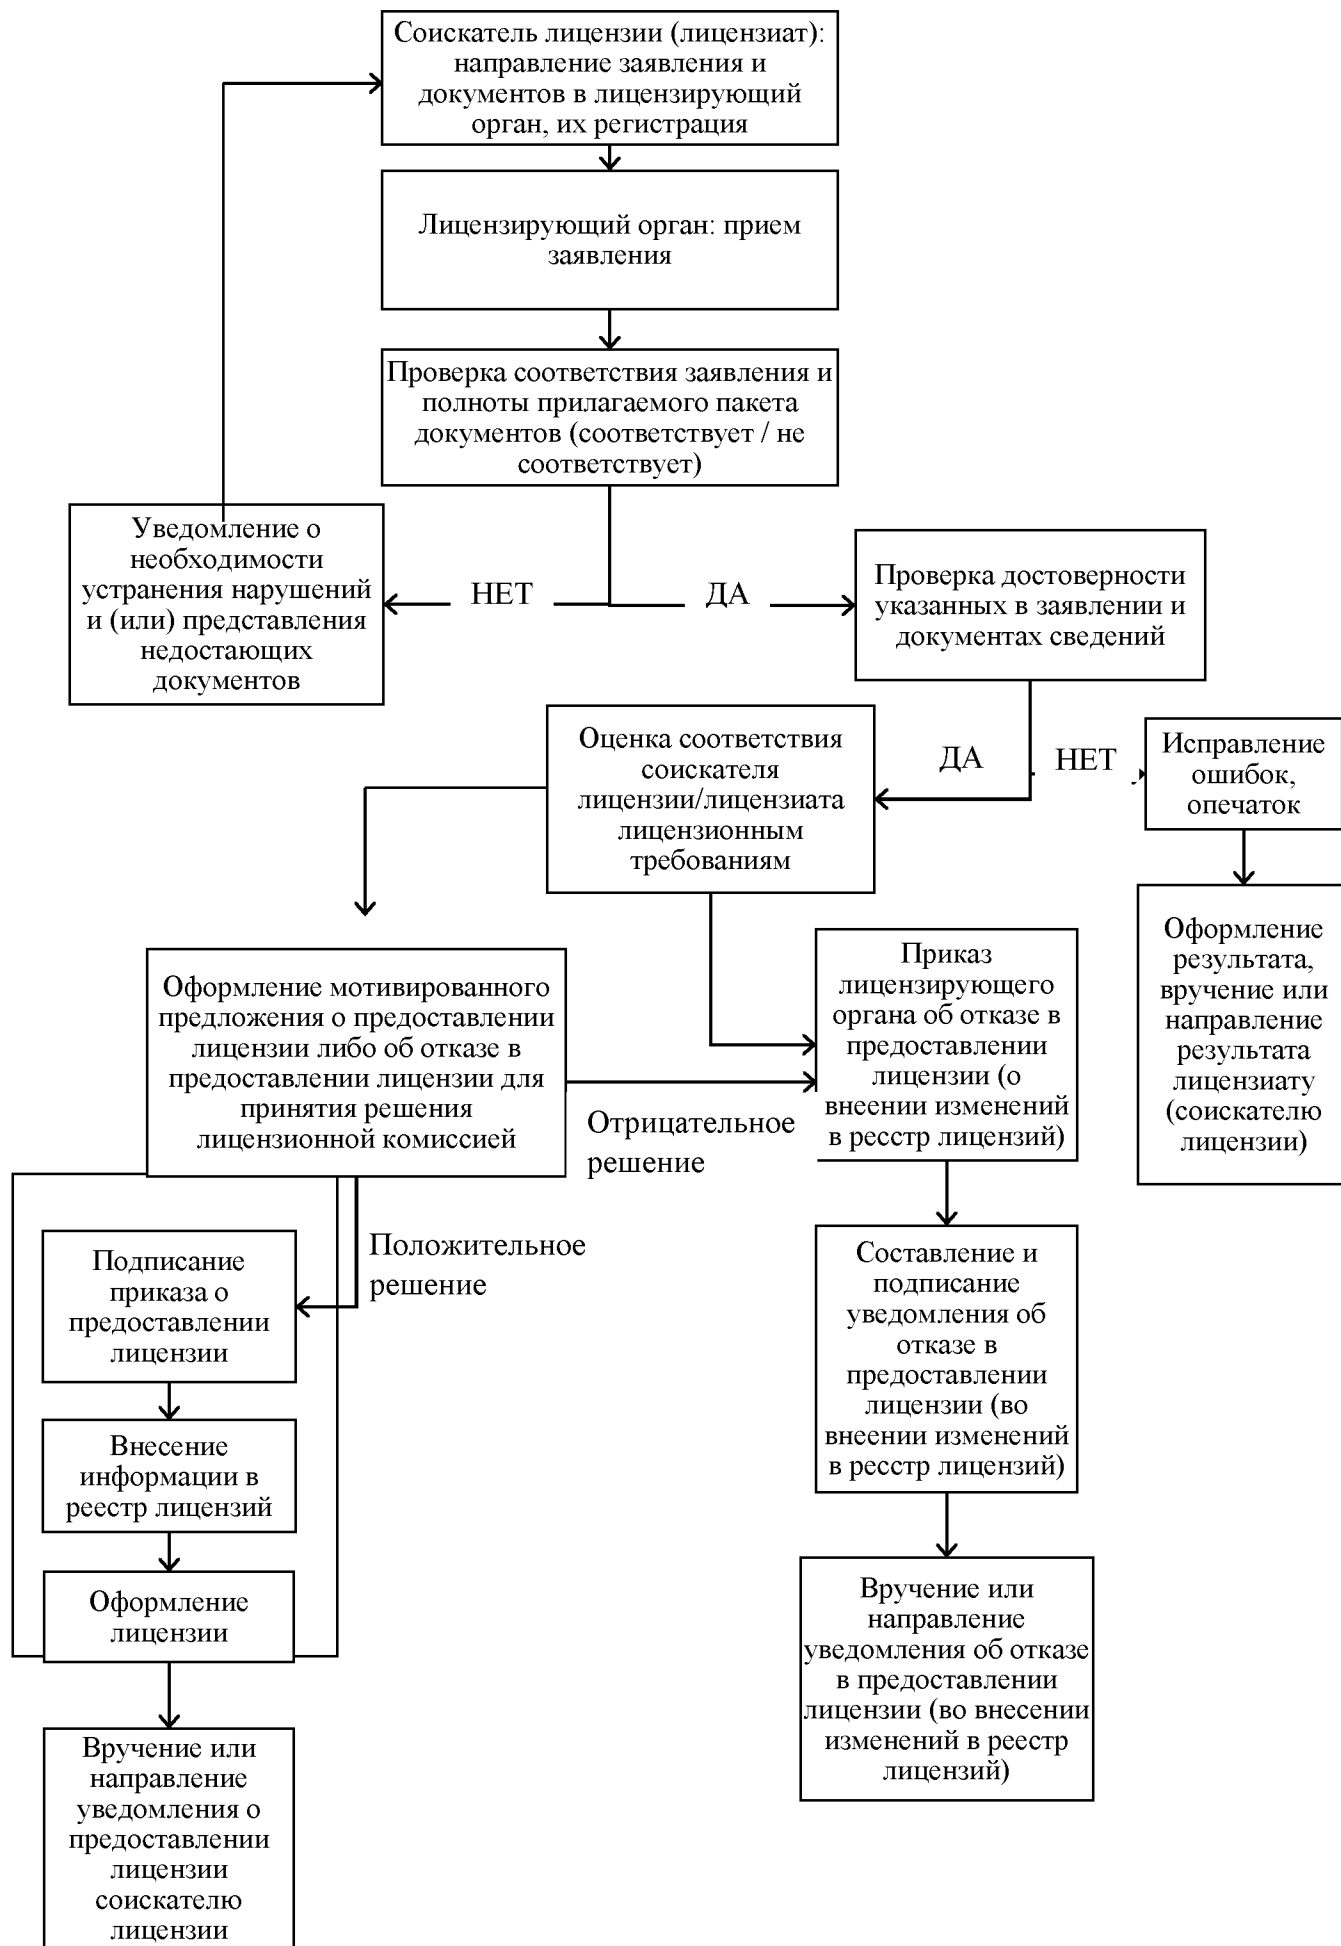 Соискатель лицензии (лицензиат):
направление заявления и
документов в лицензирующий
орган, их регистрация
Лицензирующий орган: прием
заявления
Проверка соответствия заявления и
полноты прилагаемого пакета
документов (соответствует / не
соответствует)
Уведомление о
необходимости
устранения нарушений
и (или) представления
недостающих
документов
НЕТ
ДА
Проверка достоверности
указанных в заявлении и
документах сведений
Оценка соответствия
соискателя
лицензии/лицензиата
лицензионным
требованиям
ДА
НЕТ
Исправление
ошибок,
опечаток
Оформление
результата,
вручение или
направление
результата
лицензиату
(соискателю
лицензии)
Оформление мотивированного
предложения о предоставлении
лицензии либо об отказе в
предоставлении лицензии для
принятия решения
лицензионной комиссией
Отрицательное
решение
Приказ
лицензирующего
органа об отказе в
предоставлении
лицензии (о
внеении изменений
в ресстр лицензий)
Положительное
решение
Подписание
приказа о
предоставлении
лицензии
Внесение
информации в
реестр лицензий
Оформление
лицензии
Вручение или
направление
уведомления о
предоставлении
лицензии
соискателю
лицензии
Составление и
подписание
уведомления об
отказе в
предоставлении
лицензии (во
внеении изменений
в ресстр лицензий)
Вручение или
направление
уведомления об отказе
в предоставлении
лицензии (во внесении
изменений в реестр
лицензий)